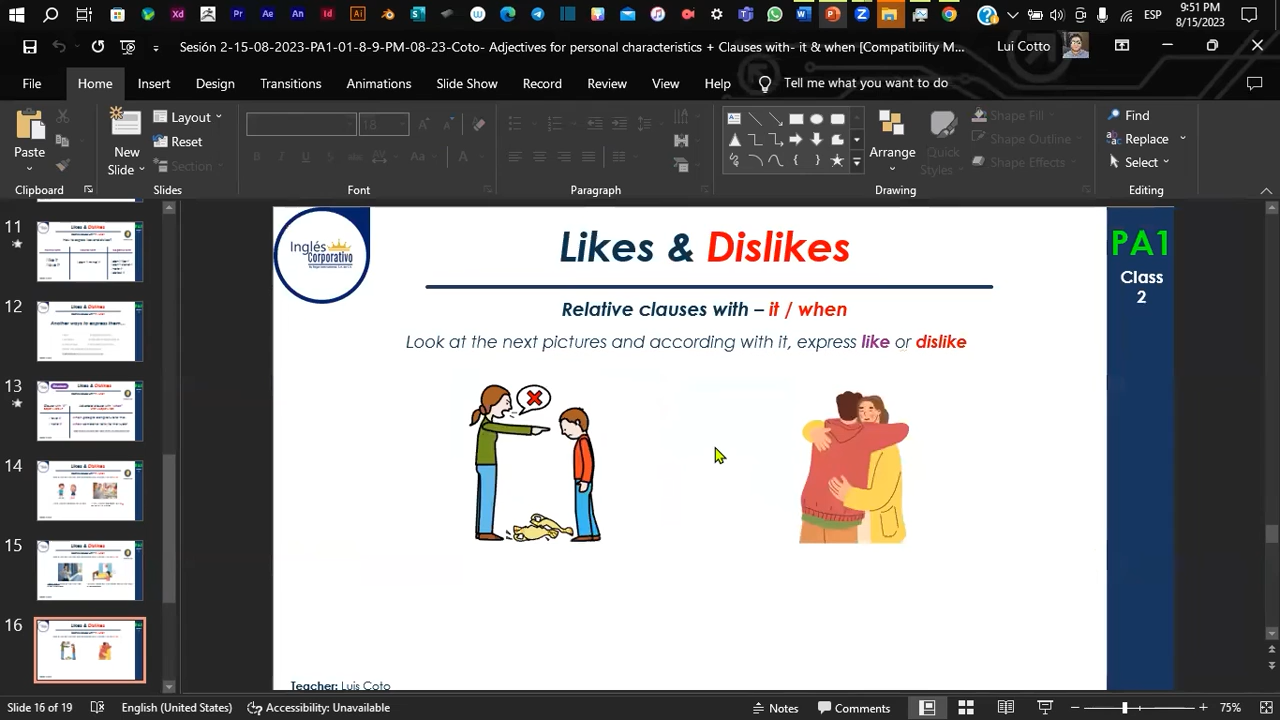 9:51 PM
ESP
8/15/2023
Sesión 2-15-08-2023-PA1-01-8-9-PM-08-23-Coto- Adjectives for personal characteristics + Clauses with- it & when [Compatibility M...
Lui Cotto
File
Home
Insert
Design
Transitions
Animations
Slide Show
Record
Review
View
Help
Tell me what you want to do
Paste
New
Slide
Layout
Reset
Section
18
Arrange
Quick
Styles
Shape Fill
Shape Outline
Shape Effects
Find
Replace
Select
Clipboard
Slides
Font
Paragraph
Drawing
Editing
11
12
13
14
15
16
Likes & Dislikes
Inglés
Corporativo
Likes & Dislikes
PA1
Class
2
Relative clauses with – it / when
Look at the next pictures and according with it, express like or dislike
Teacher: Luis Coto
Slide 16 of 19
English (United States)
Accessibility: Unavailable
Notes
Comments
75%